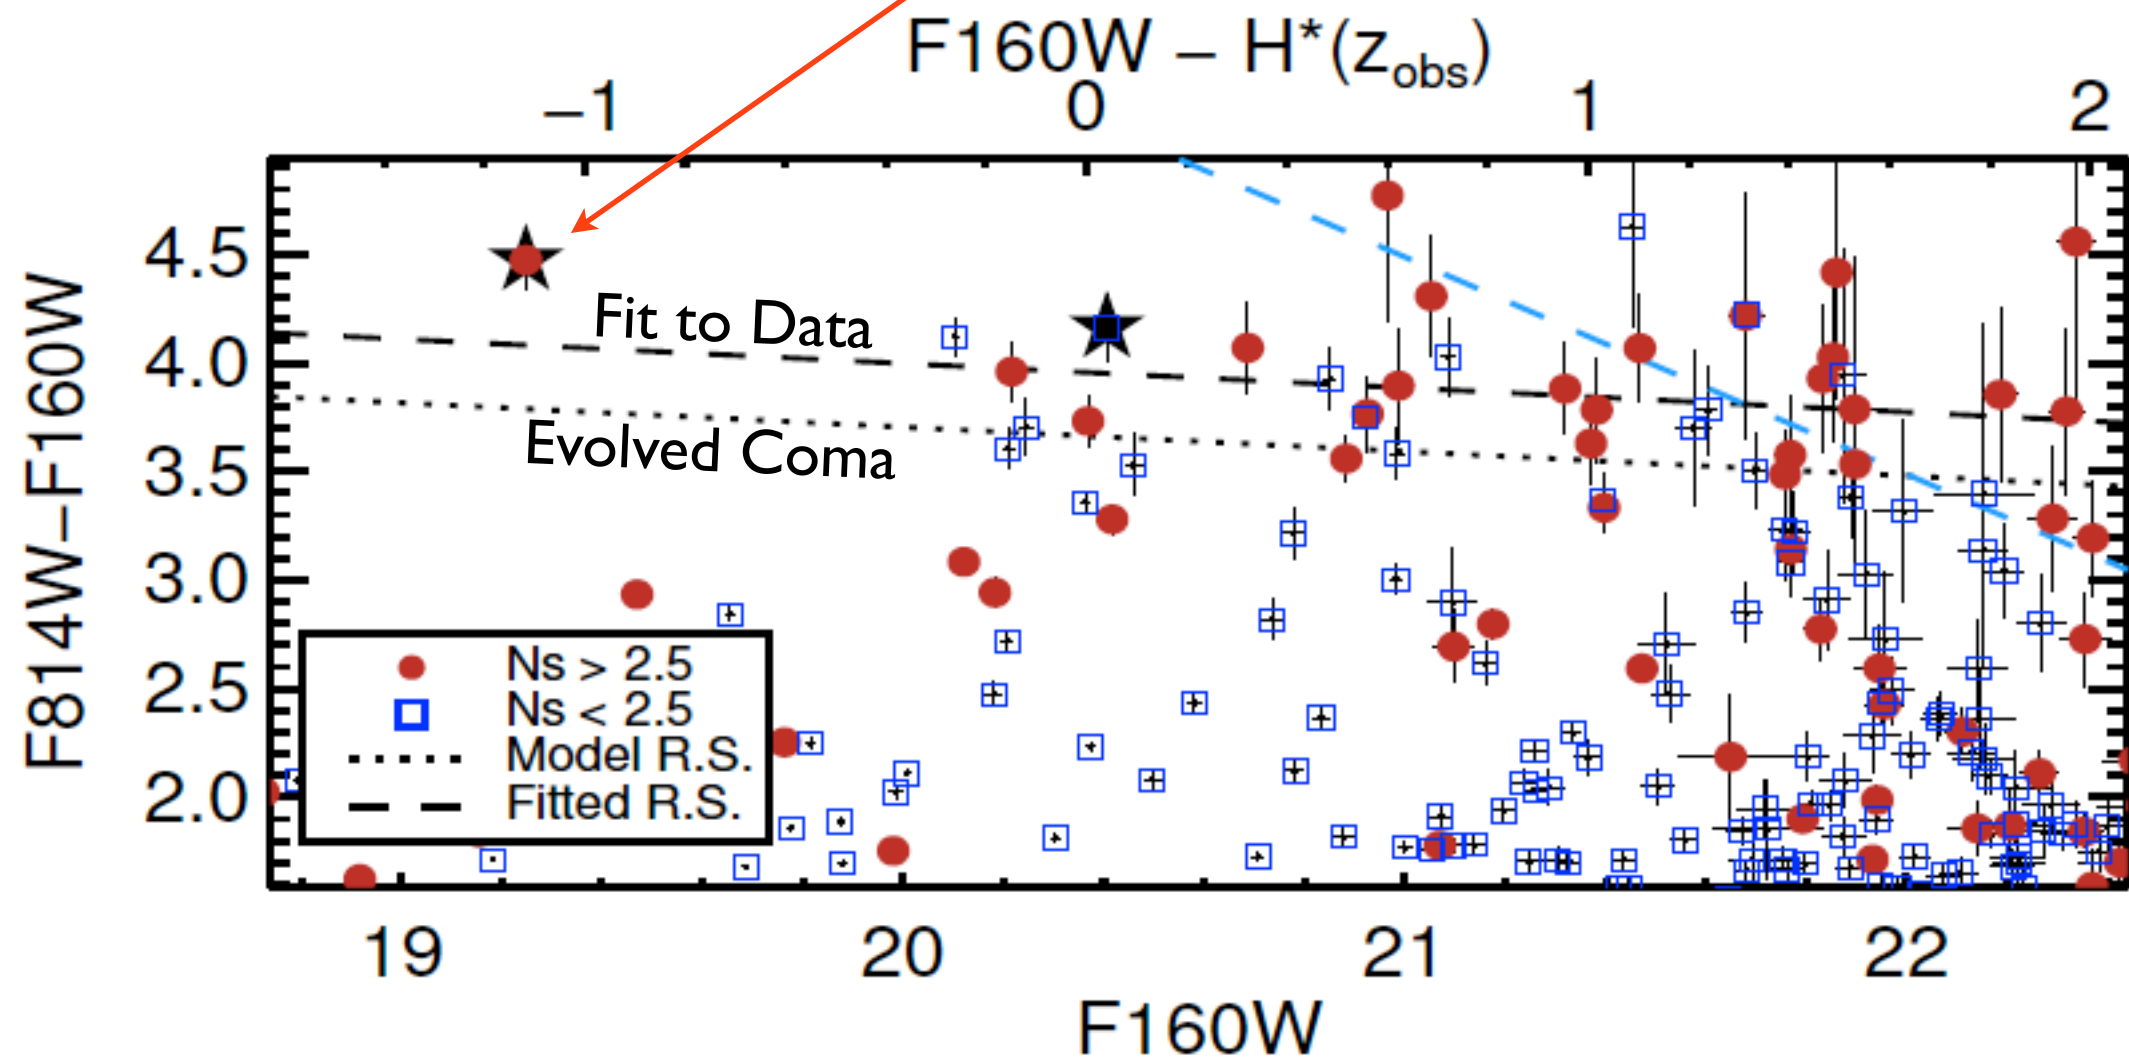 F160W – H*(zobs)
–1 0 1 2
4.5
4.0
3.5
3.0
2.5
2.0
F814W–F160W
Fit to Data
Evolved Coma
Ns > 2.5
Ns < 2.5
Model R.S.
Fitted R.S.
19 20 21 22
F160W